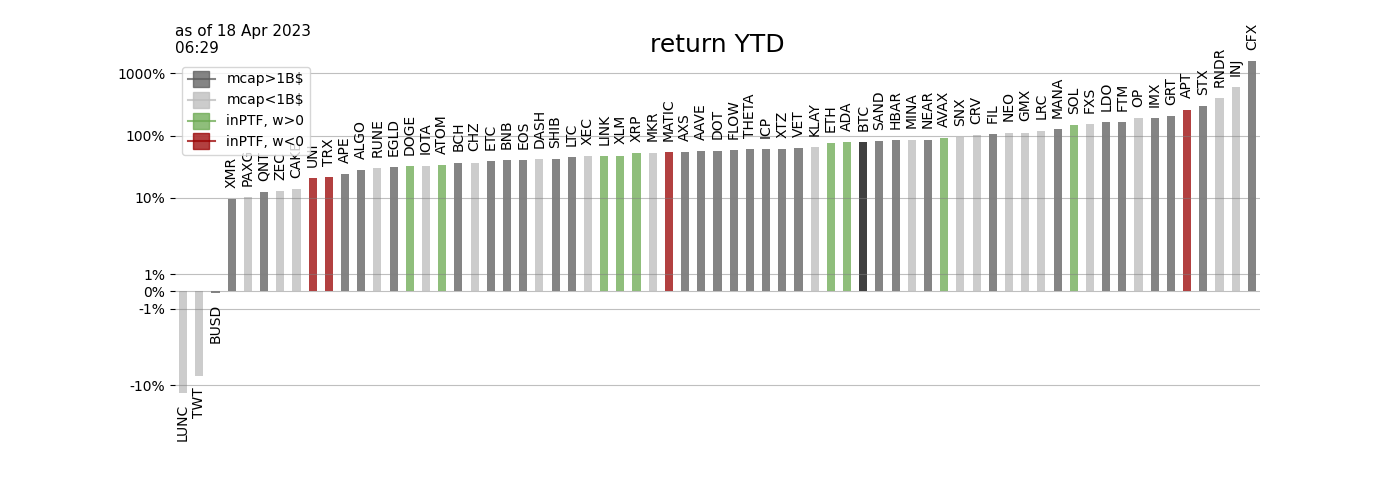 as of 18 Apr 2023
06:29
return YTD
1000%
100%
10%
1%
0%
-1%
-10%
mcap>1B$
mcap<1B$
inPTF, w>0
inPTF, w<0
LUNC
TWT
BUSD
XMR
PAXG
QNT
ZEC
CAKE
UNI
TRX
APE
ALGO
RUNE
EGLD
DOGE
IOTA
ATOM
BCH
CHZ
ETC
BNB
EOS
DASH
SHIB
LTC
XEC
LINK
XLM
XRP
MKR
MATIC
AXS
AAVE
DOT
FLOW
THETA
ICP
XTZ
VET
KLAY
ETH
ADA
BTC
SAND
HBAR
MINA
NEAR
AVAX
SNX
CRV
FIL
NEO
GMX
LRC
MANA
SOL
FXS
LDO
FTM
OP
IMX
GRT
APT
STX
RNDR
INJ
CFX